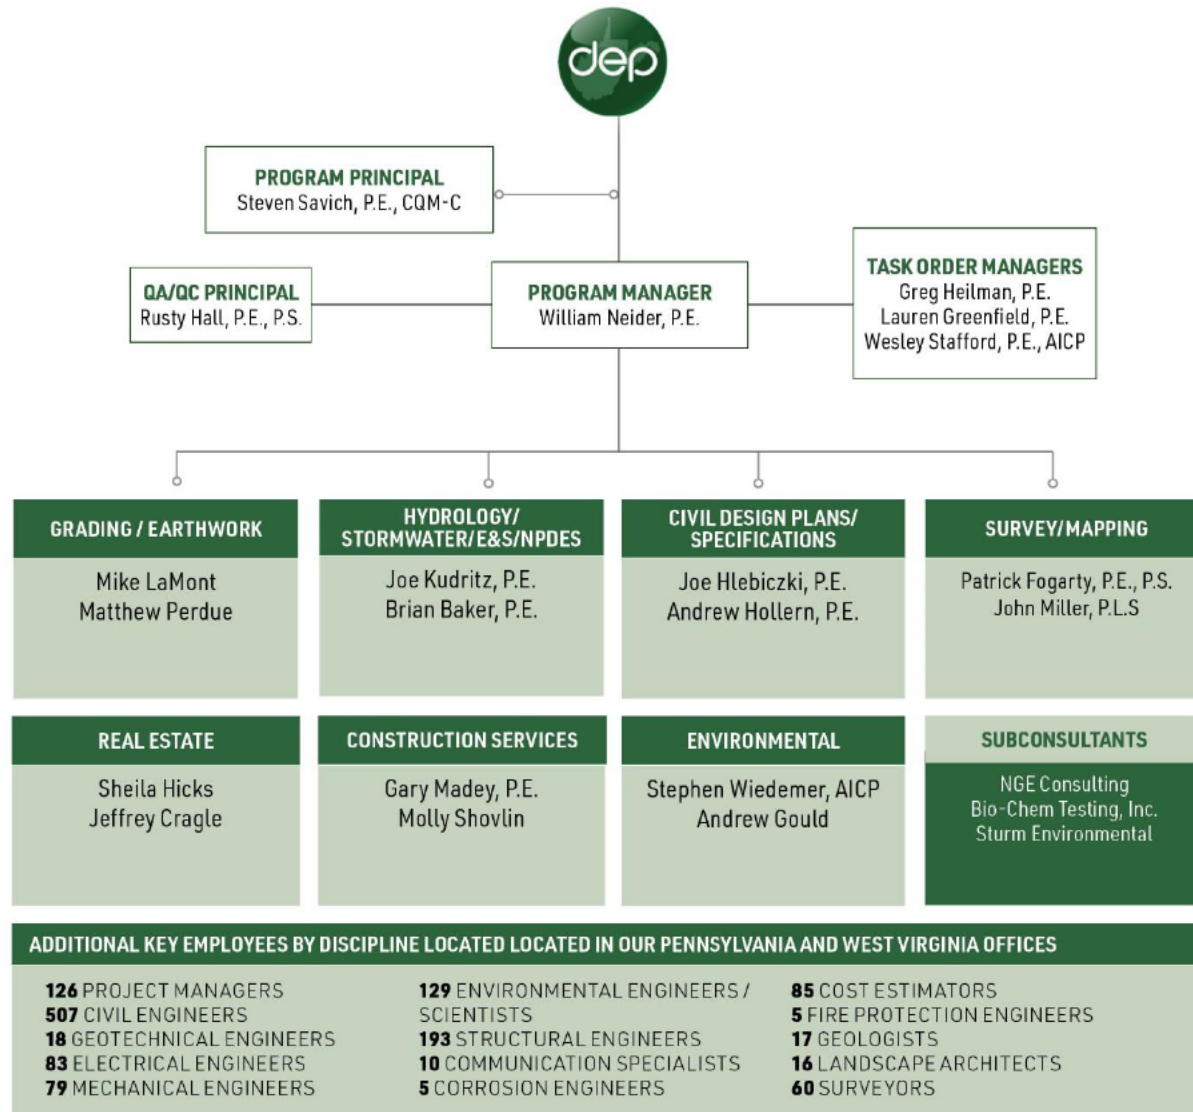 dep
PROGRAM PRINCIPAL
Steven Savich, P.E., CQM-C
QA/QC PRINCIPAL
Rusty Hall, P.E., P.S.
PROGRAM MANAGER
William Neider, P.E.
TASK ORDER MANAGERS
Greg Heilman, P.E.
Lauren Greenfield, P.E.
Wesley Stafford, P.E., AICP
GRADING / EARTHWORK
Mike LaMont
Matthew Perdue
HYDROLOGY/
STORMWATER/E&S/NPDES
Joe Kudritz, P.E.
Brian Baker, P.E.
CIVIL DESIGN PLANS/
SPECIFICATIONS
Joe Hlebiczki, P.E.
Andrew Hollern, P.E.
SURVEY/MAPPING
Patrick Fogarty, P.E., P.S.
John Miller, P.L.S
REAL ESTATE
Sheila Hicks
Jeffrey Cragle
CONSTRUCTION SERVICES
Gary Madey, P.E.
Molly Shovlin
ENVIRONMENTAL
Stephen Wiedemer, AICP
Andrew Gould
SUBCONSULTANTS
NGE Consulting
Bio-Chem Testing, Inc.
Sturm Environmental
ADDITIONAL KEY EMPLOYEES BY DISCIPLINE LOCATED LOCATED IN OUR PENNSYLVANIA AND WEST VIRGINIA OFFICES
126 PROJECT MANAGERS
507 CIVIL ENGINEERS
18 GEOTECHNICAL ENGINEERS
83 ELECTRICAL ENGINEERS
79 MECHANICAL ENGINEERS
129 ENVIRONMENTAL ENGINEERS /
SCIENTISTS
193 STRUCTURAL ENGINEERS
10 COMMUNICATION SPECIALISTS
5 CORROSION ENGINEERS
85 COST ESTIMATORS
5 FIRE PROTECTION ENGINEERS
17 GEOLOGISTS
16 LANDSCAPE ARCHITECTS
60 SURVEYORS